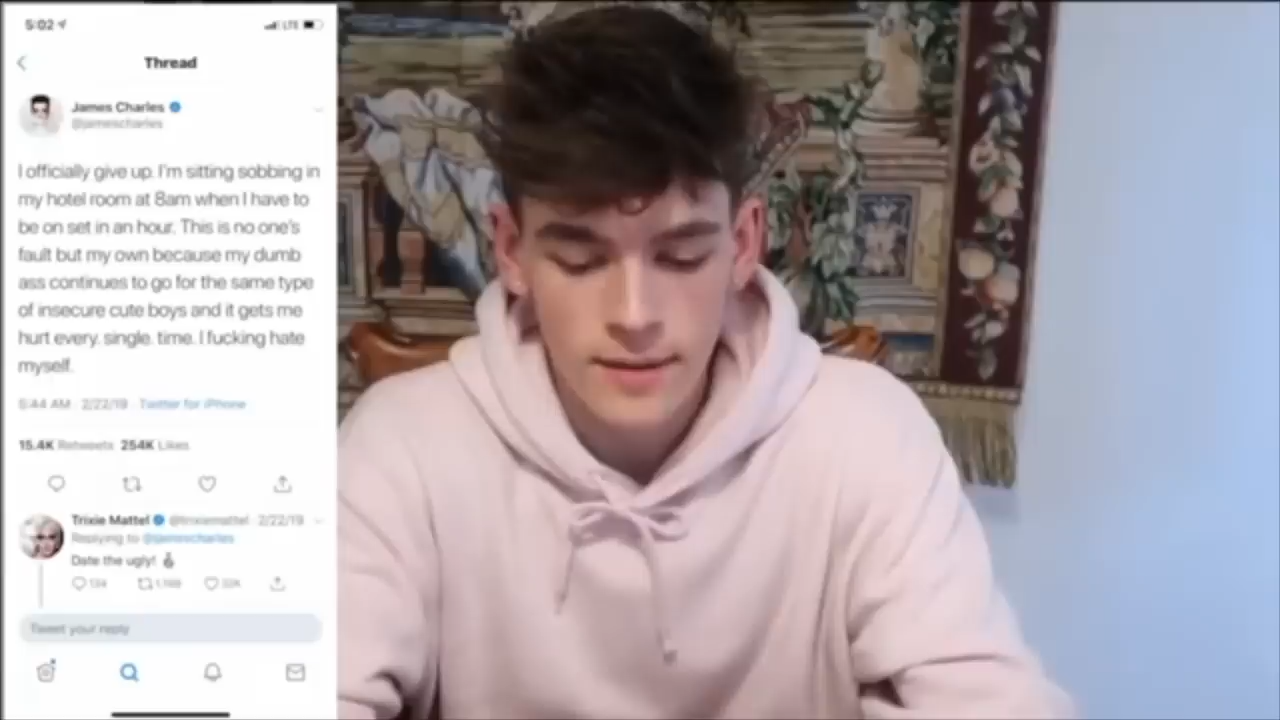 5:02
LTE
Thread
James Charles
@jamescharles
I officially give up. I'm sitting sobbing in
my hotel room at 8am when I have to
be on set in an hour. This is no one's
fault but my own because my dumb
ass continues to go for the same type
of insecure cute boys and it gets me
hurt every. single. time. I fucking hate
myself.
5:44 AM · 2/22/19 · Twitter for iPhone
15.4K Retweets 254K Likes
Trixie Mattel @trixiemattel · 2/22/19
Replying to @jamescharles
Date the ugly!
Tweet your reply